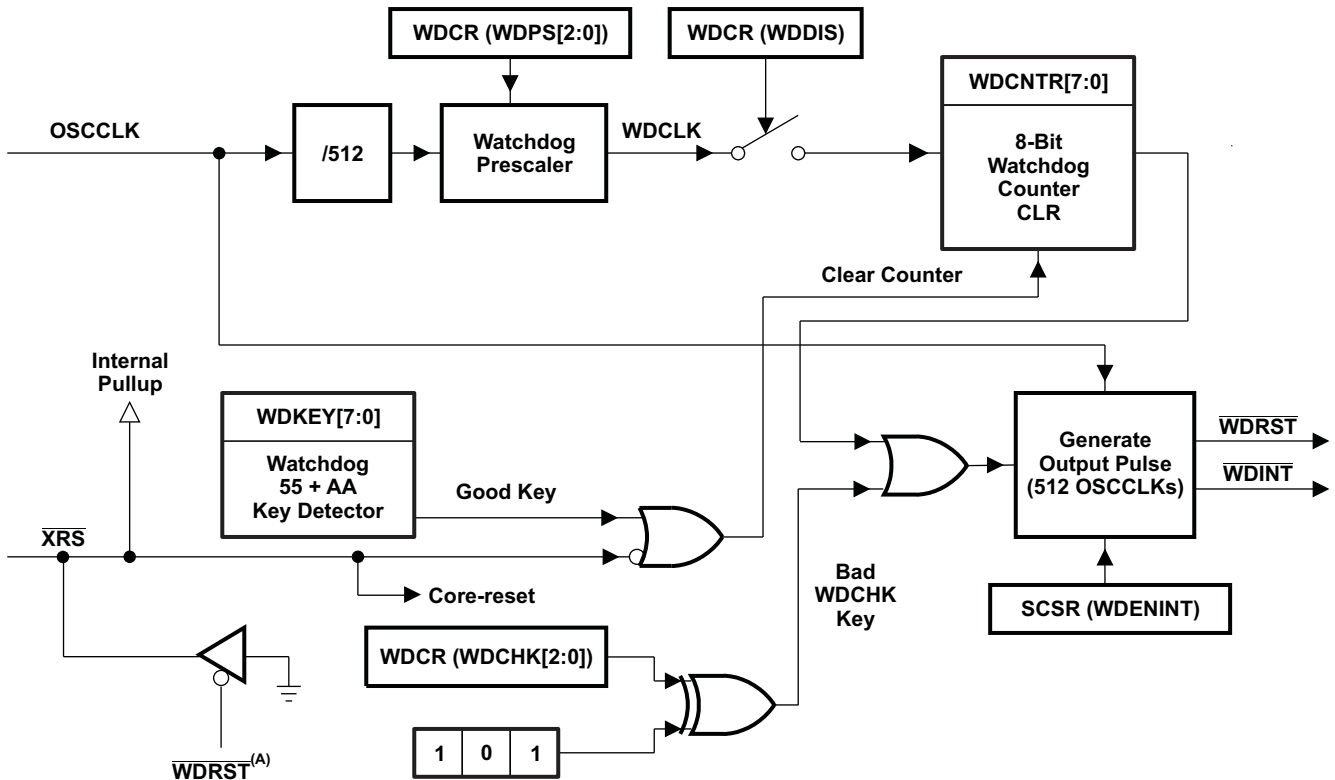 WDCR (WDPS[2:0])
WDCR (WDDIS)
WDCNTR[7:0]
OSCCLK
/512
Watchdog
Prescaler
WDCLK
8-Bit
Watchdog
Counter
CLR
Clear Counter
Internal
Pullup
WDKEY[7:0]
Watchdog
55 + AA
Key Detector
Good Key
Generate
Output Pulse
(512 OSCCLKs)
WDRST
WDINT
XRS
Core-reset
Bad
WDCHK
Key
SCSR (WDENINT)
WDCR (WDCHK[2:0])
1 0 1
WDRST(A)